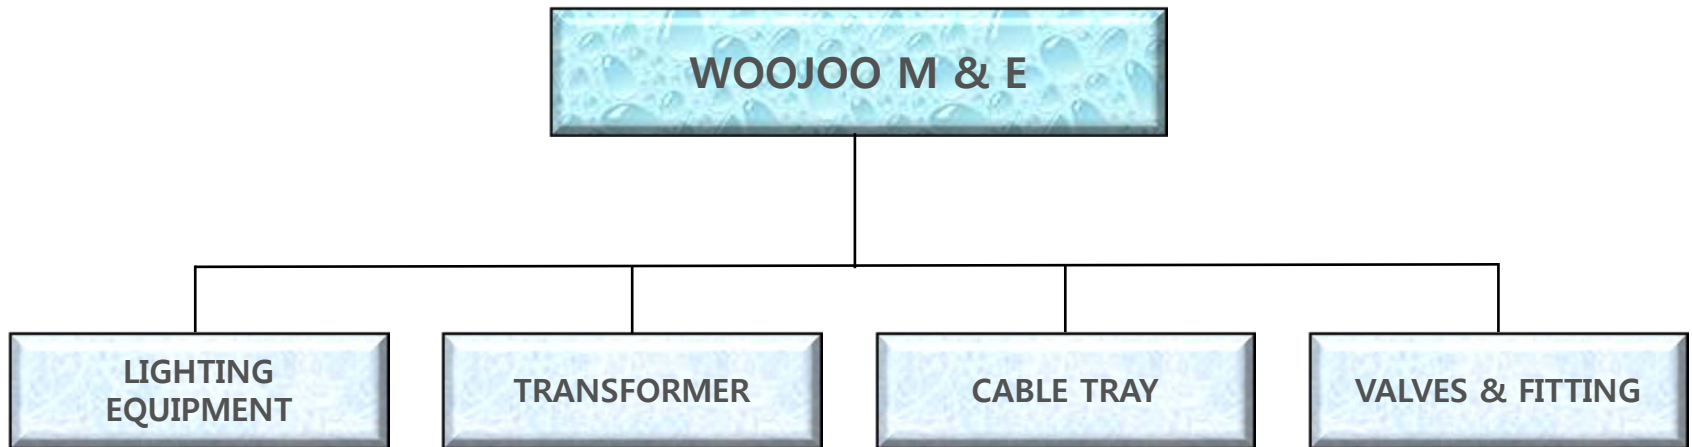 WOOJOO M & E
LIGHTING
EQUIPMENT
TRANSFORMER
CABLE TRAY
VALVES & FITTING